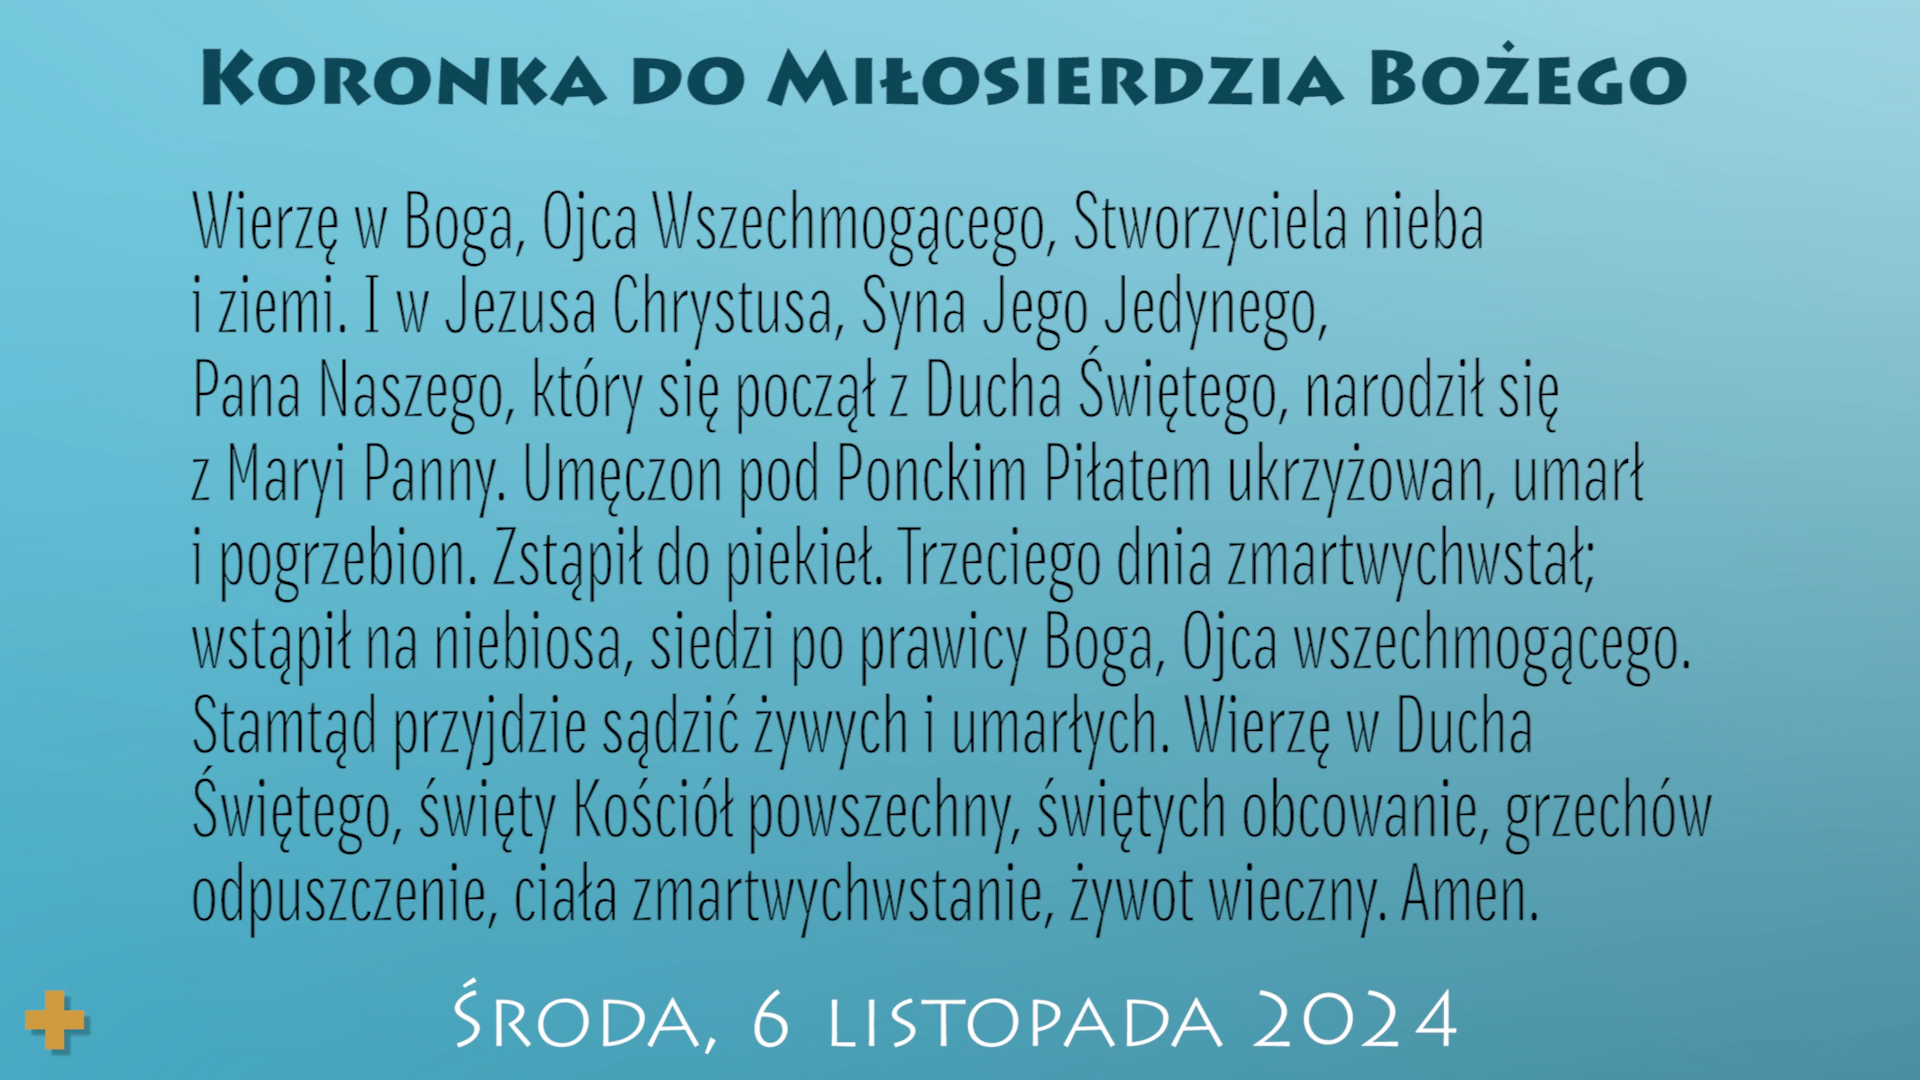 Koronka do Miłosierdzia Bożego
Wierzę w Boga, Ojca Wszechmogącego, Stworzyciela nieba
i ziemi. I w Jezusa Chrystusa, Syna Jego Jedynego,
Pana Naszego, który się począł z Ducha Świętego, narodził się
z Maryi Panny. Umęczon pod Ponckim Piłatem ukrzyżowan, umarł
i pogrzebion. Zstąpił do piekieł. Trzeciego dnia zmartwychwstał;
wstąpił na niebiosa, siedzi po prawicy Boga, Ojca wszechmogącego.
Stamtąd przyjdzie sądzić żywych i umarłych. Wierzę w Ducha
Świętego, święty Kościół powszechny, świętych obcowanie, grzechów
odpuszczenie, ciała zmartwychwstanie, żywot wieczny. Amen.
Środa, 6 listopada 2024